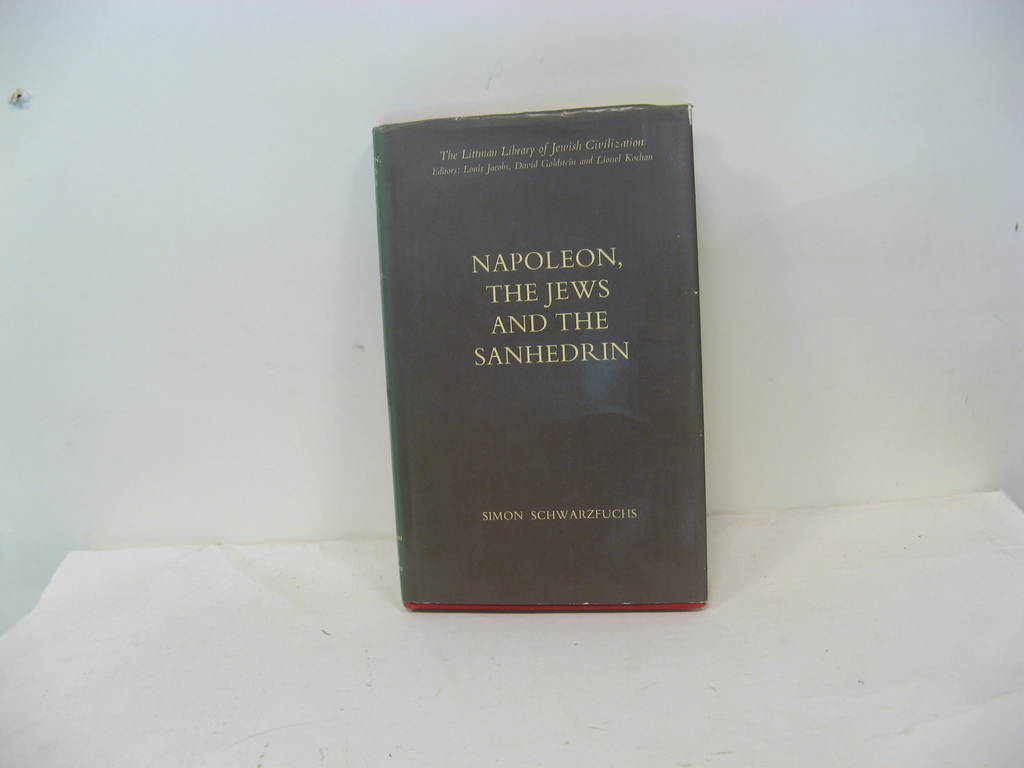 The Littman Library of Jewish Civilization
Editors: Louis Jacobs, David Goldstein and Lionel Kochan
NAPOLEON,
THE JEWS
AND THE
SANHEDRIN
SIMON SCHWARZFUCHS